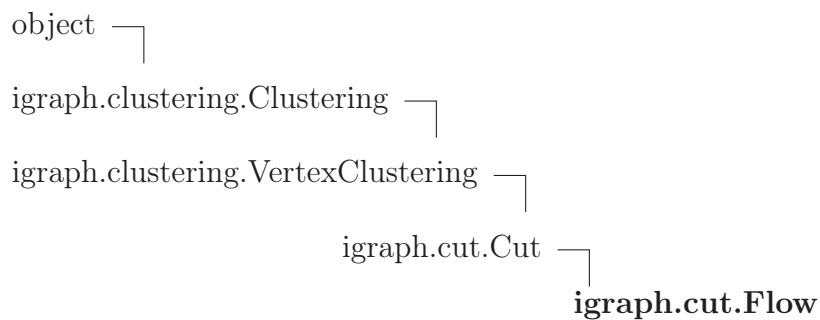 object
igraph.clustering.Clustering
igraph.clustering.VertexClustering
igraph.cut.Cut
igraph.cut.Flow